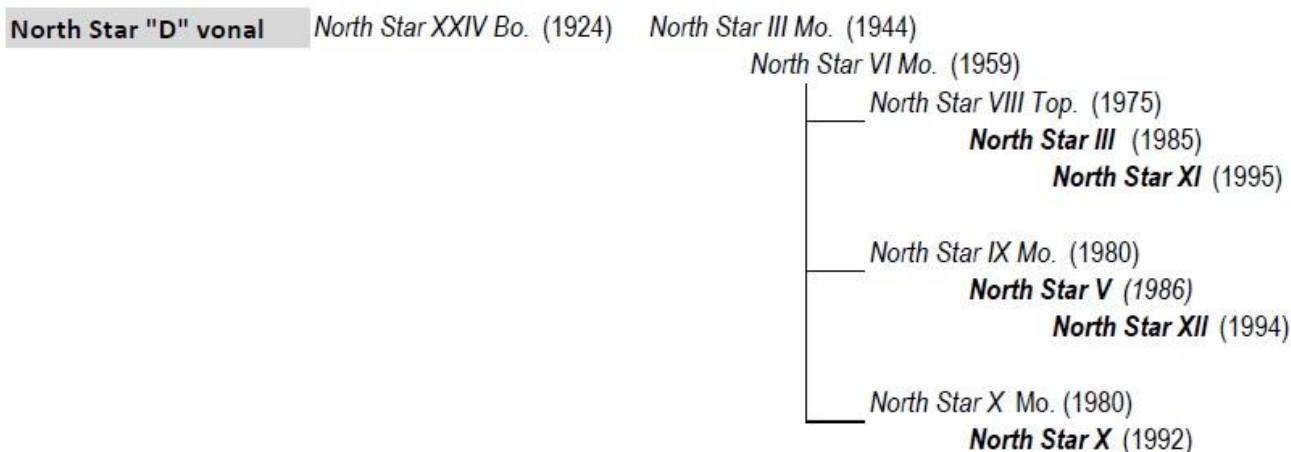 North Star "D" vonal North Star XXIV Bo. (1924) North Star III Mo. (1944)
North Star VI Mo. (1959)
North Star VIII Top. (1975)
North Star III (1985)
North Star XI (1995)
North Star IX Mo. (1980)
North Star V (1986)
North Star XII (1994)
North Star X Mo. (1980)
North Star X (1992)